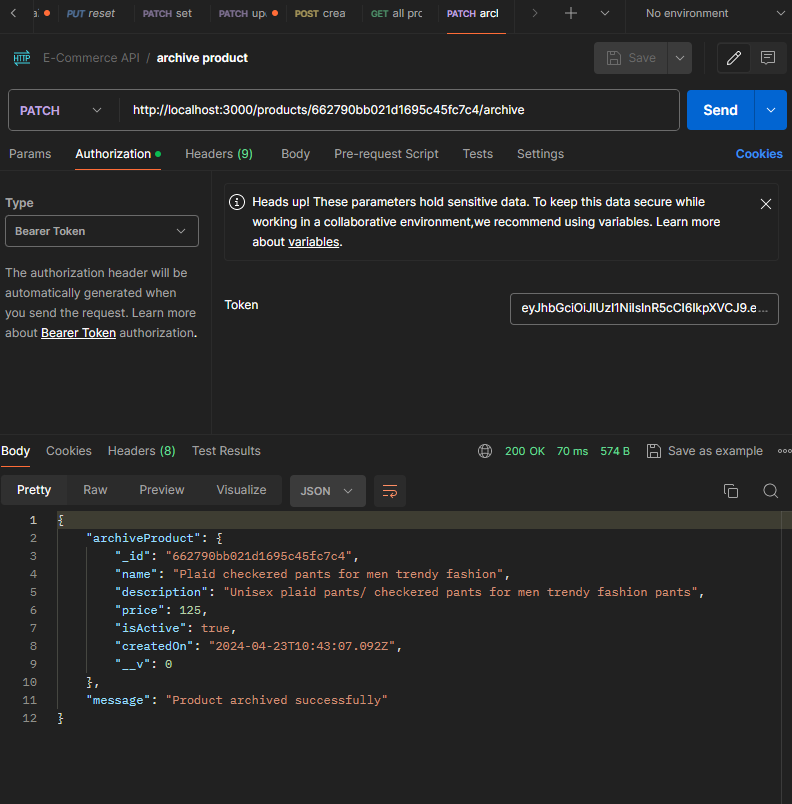 PUT reset
PATCH set
PATCH up
POST crea
GET all pro
PATCH arcl
No environment
HTTP
E-Commerce API / archive product
Save
PATCH
http://localhost:3000/products/662790bb021d1695c45fc7c4/archive
Send
Params
Authorization
Headers (9)
Body
Pre-request Script
Tests
Settings
Cookies
Type
Bearer Token
The authorization header will be
automatically generated when
you send the request. Learn more
about Bearer Token authorization.
Heads up! These parameters hold sensitive data. To keep this data secure while
working in a collaborative environment,we recommend using variables. Learn more
about variables.
Token
eyJhbGciOiJIUzI1NiIsInR5cCI6IkpXVCJ9.e...
Body
Cookies
Headers (8)
Test Results
200 OK
70 ms
574 B
Save as example
Pretty
Raw
Preview
Visualize
JSON
1 {
2 "archiveProduct": {
3 "_id": "662790bb021d1695c45fc7c4",
4 "name": "Plaid checkered pants for men trendy fashion",
5 "description": "Unisex plaid pants/ checkered pants for men trendy fashion pants",
6 "price": 125,
7 "isActive": true,
8 "createdOn": "2024-04-23T10:43:07.092Z",
9 "__v": 0
10 },
11 "message": "Product archived successfully"
12 }